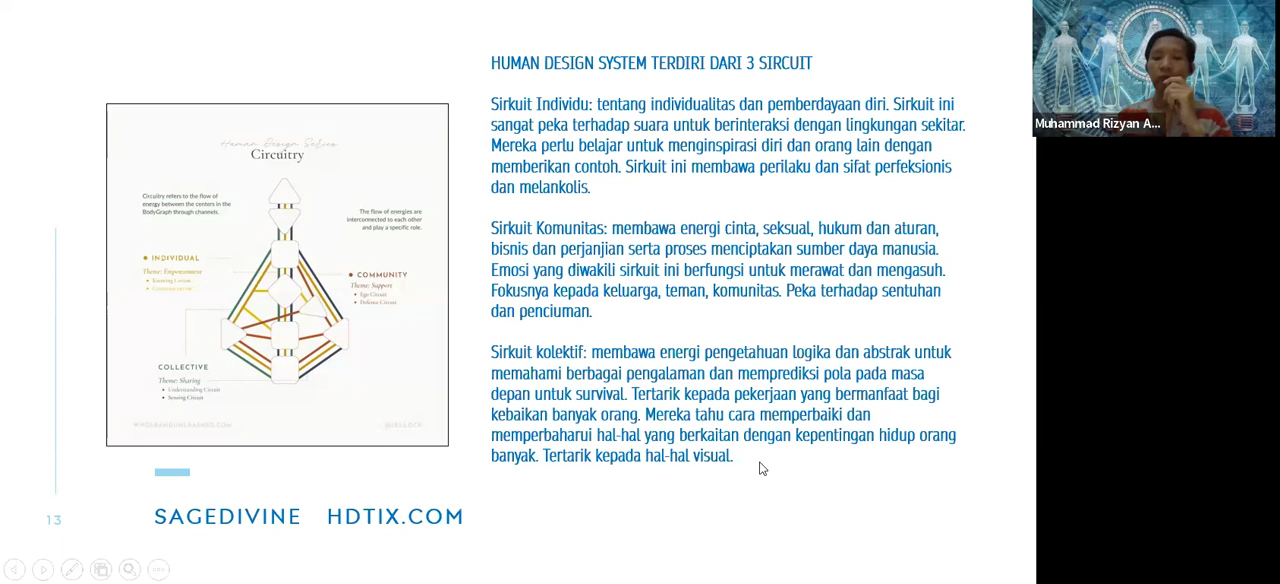 HUMAN DESIGN SYSTEM TERDIRI DARI 3 SIRCUIT
Sirkuit Individu: tentang individualitas dan pemberdayaan diri. Sirkuit ini
sangat peka terhadap suara untuk berinteraksi dengan lingkungan sekitar.
Mereka perlu belajar untuk menginspirasi diri dan orang lain dengan
memberikan contoh. Sirkuit ini membawa perilaku dan sifat perfeksionis
dan melankolis.
Sirkuit Komunitas: membawa energi cinta, seksual, hukum dan aturan,
bisnis dan perjanjian serta proses menciptakan sumber daya manusia.
Emosi yang diwakili sirkuit ini berfungsi untuk merawat dan mengasuh.
Fokusnya kepada keluarga, teman, komunitas. Peka terhadap sentuhan
dan penciuman.
Sirkuit kolektif: membawa energi pengetahuan logika dan abstrak untuk
memahami berbagai pengalaman dan memprediksi pola pada masa
depan untuk survival. Tertarik kepada pekerjaan yang bermanfaat bagi
kebaikan banyak orang. Mereka tahu cara memperbaiki dan
memperbaharui hal-hal yang berkaitan dengan kepentingan hidup orang
banyak. Tertarik kepada hal-hal visual.
Human Design Series
Circuitry
Circuitry refers to the flow of
energy between the centers in the
BodyGraph through channels.
The flow of energies are
interconnected to each other
and play a specific role.
INDIVIDUAL
Theme: Empowerment
Knowing Circuit
COMMUNITY
Theme: Support
Ego Circuit
Defense Circuit
COLLECTIVE
Theme: Sharing
Understanding Circuit
Sensing Circuit
13
SAGEDIVINE HDTIX.COM
Muhammad Rizyan A...